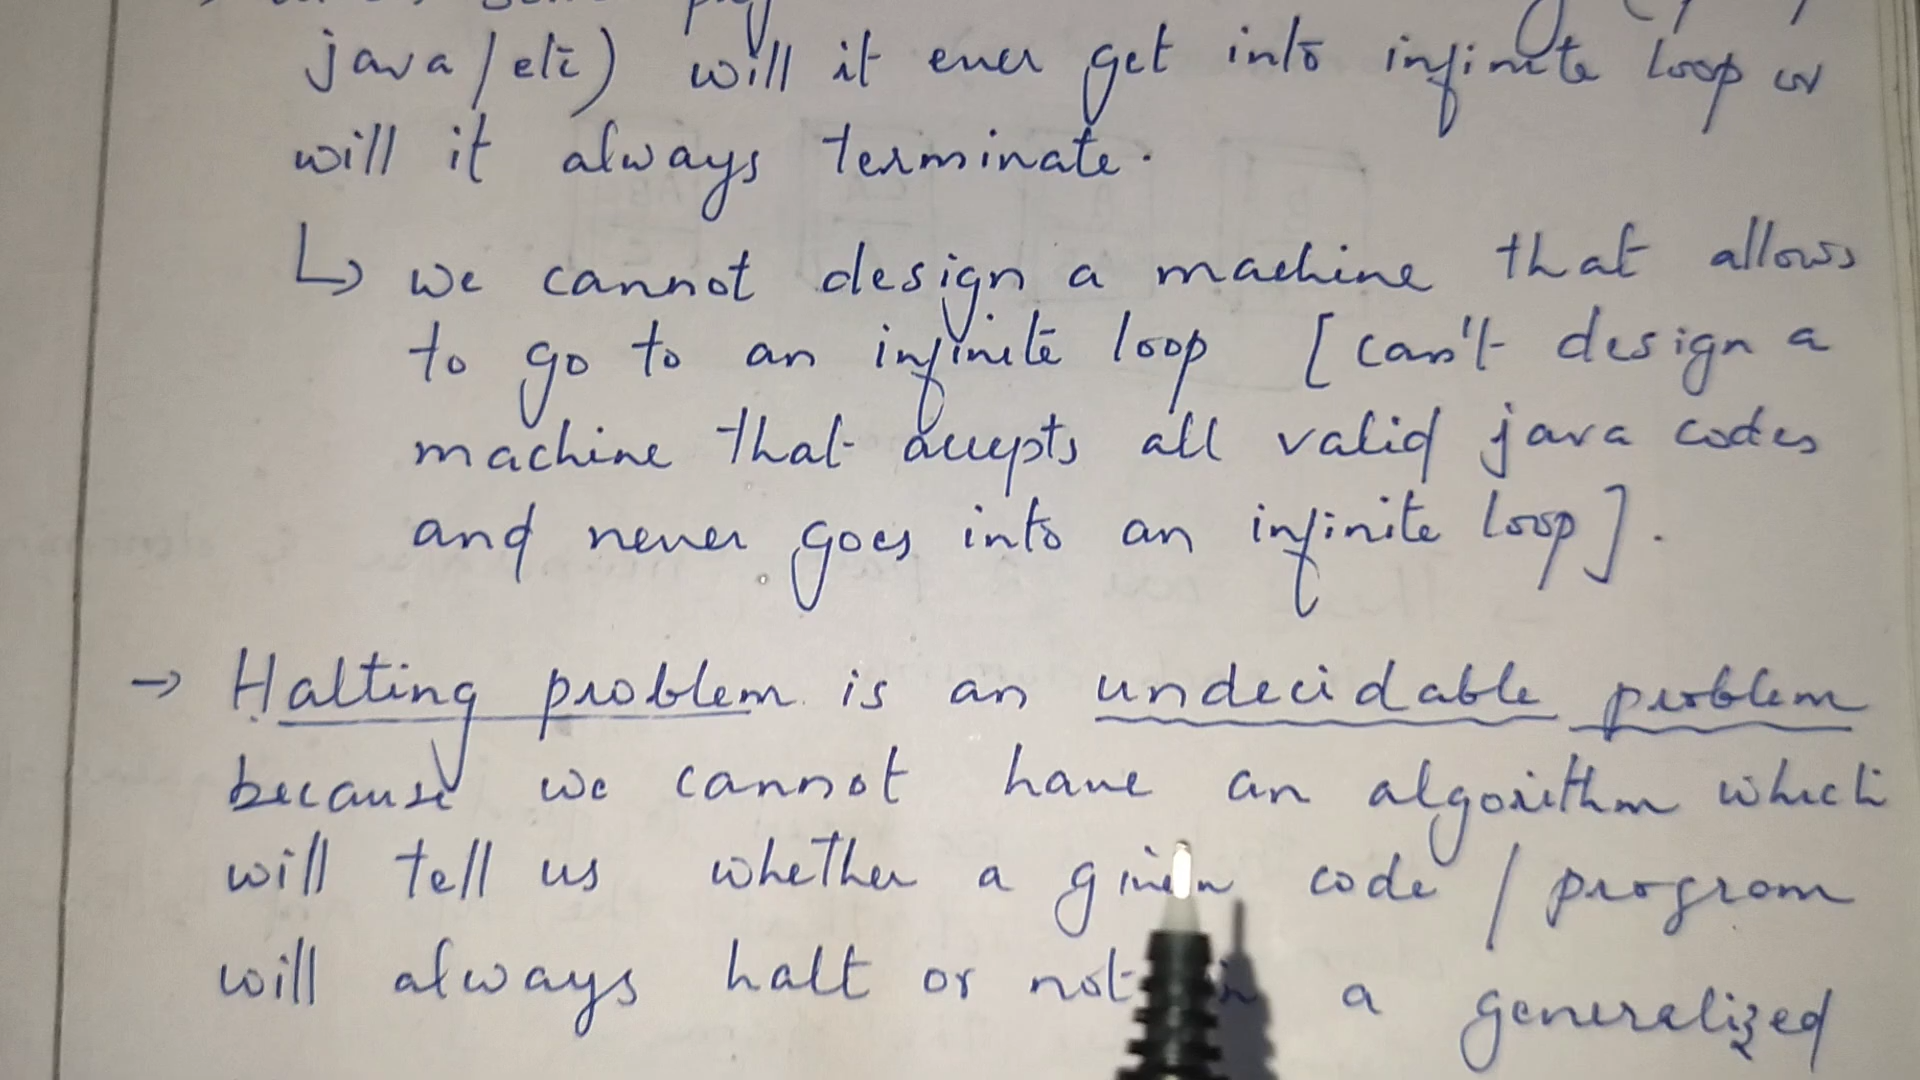 java / etc) will it ever get into infinite loop or
will it always terminate.
↳ we cannot design a machine that allows
to go to an infinite loop [can't design a
machine that accepts all valid java codes
and never goes into an infinite loop].
→ Halting problem is an undecidable problem
because we cannot have an algorithm which
will tell us whether a given code / program
will always halt or not in a generalized